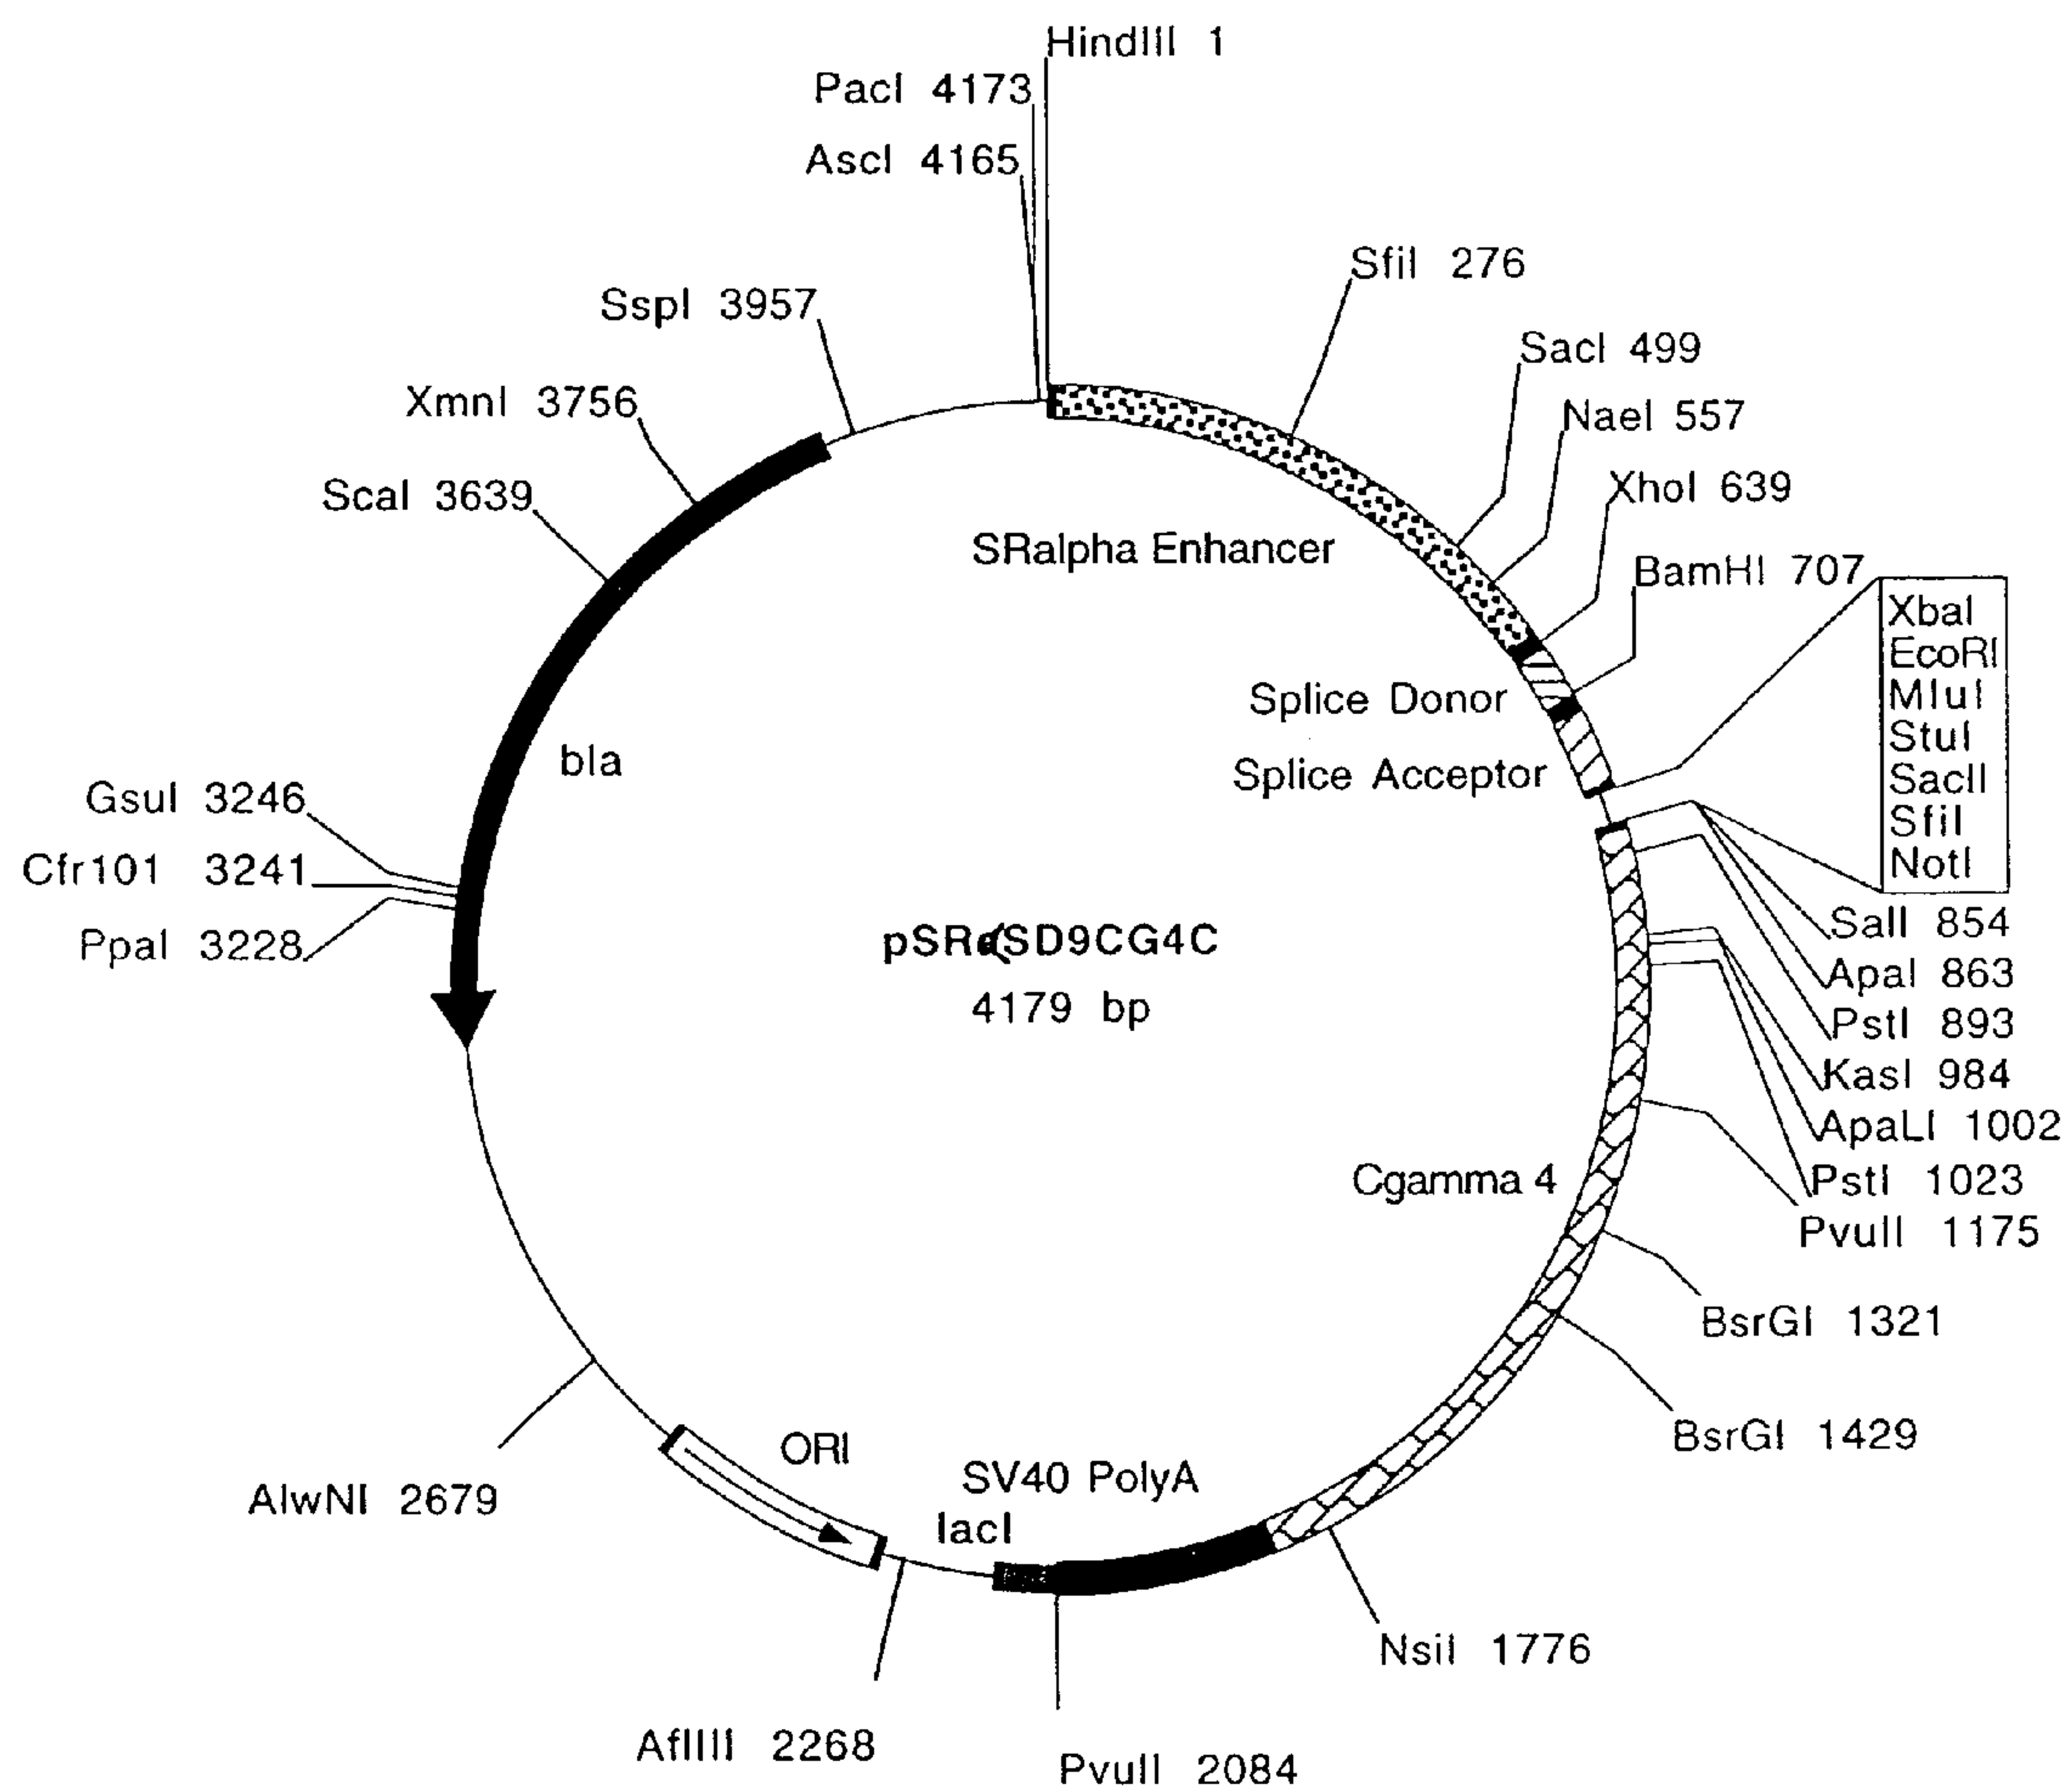 HindIII 1
PacI 4173
AscI 4165
SfiI 276
SspI 3957
SacI 499
XmnI 3756
NaeI 557
ScaI 3639
XhoI 639
SRalpha Enhancer
BamHI 707
XbaI
EcoRI
MluI
StuI
SacII
SfiI
NotI
Splice Donor
Splice Acceptor
bla
GsuI 3246
Cfr101 3241
PpaI 3228
SD9CG4C
4179 bp
SalI 854
ApaI 863
PstI 893
KasI 984
ApaLI 1002
PstI 1023
PvuII 1175
Cgamma 4
BsrGI 1321
BsrGI 1429
ORI
SV40 PolyA
lacI
AlwNI 2679
NsiI 1776
AflIII 2268
PvuII 2084